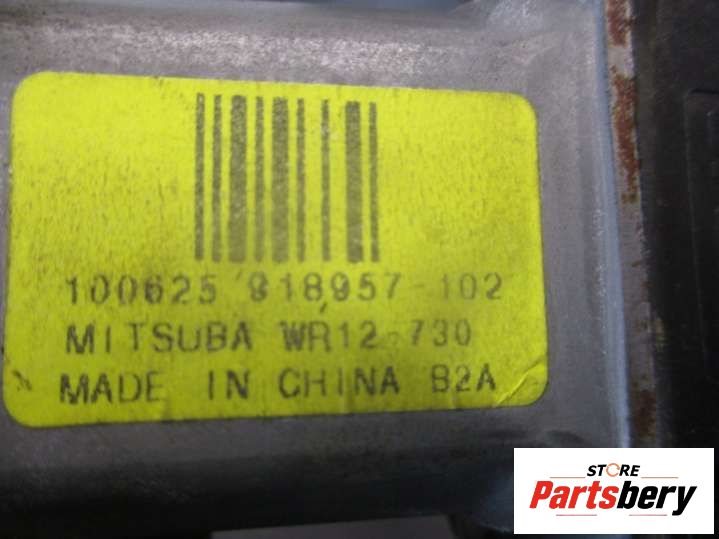 100625 918957-102
MITSUBA WR12-730
MADE IN CHINA B2A
STORE
Partsbery